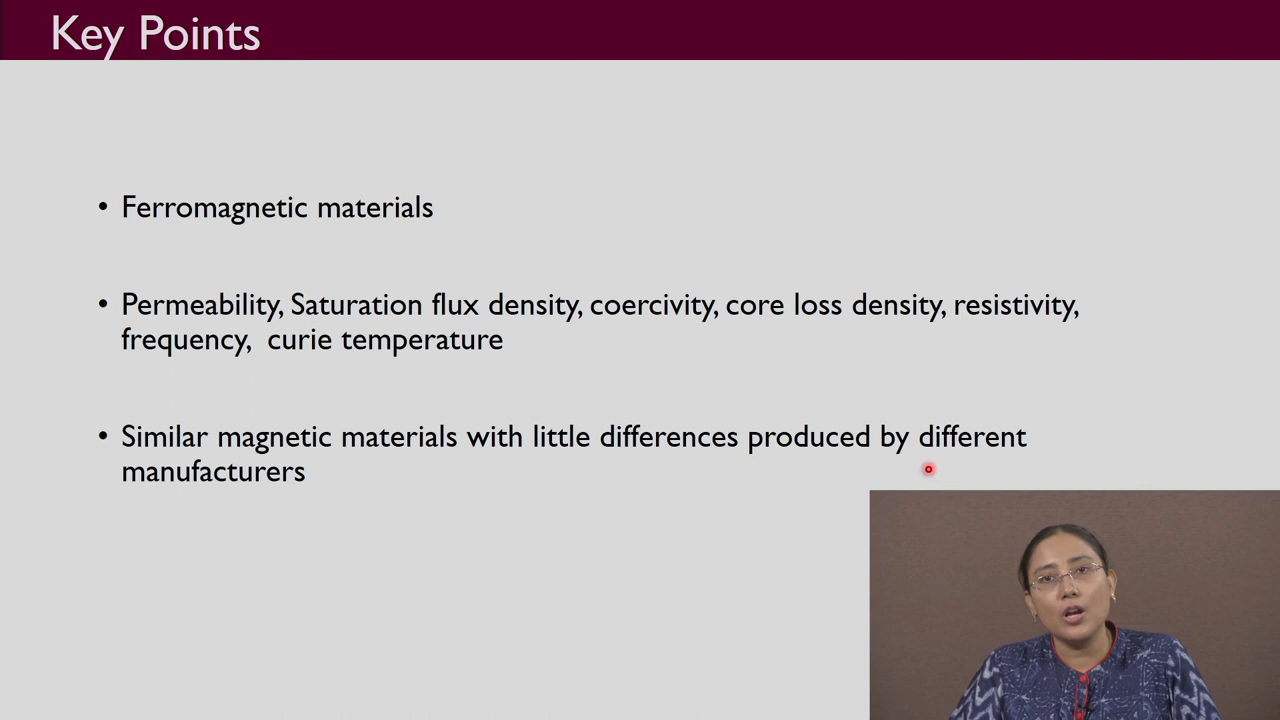 Key Points
• Ferromagnetic materials
• Permeability, Saturation flux density, coercivity, core loss density, resistivity,
frequency,  curie temperature
• Similar magnetic materials with little differences produced by different
manufacturers